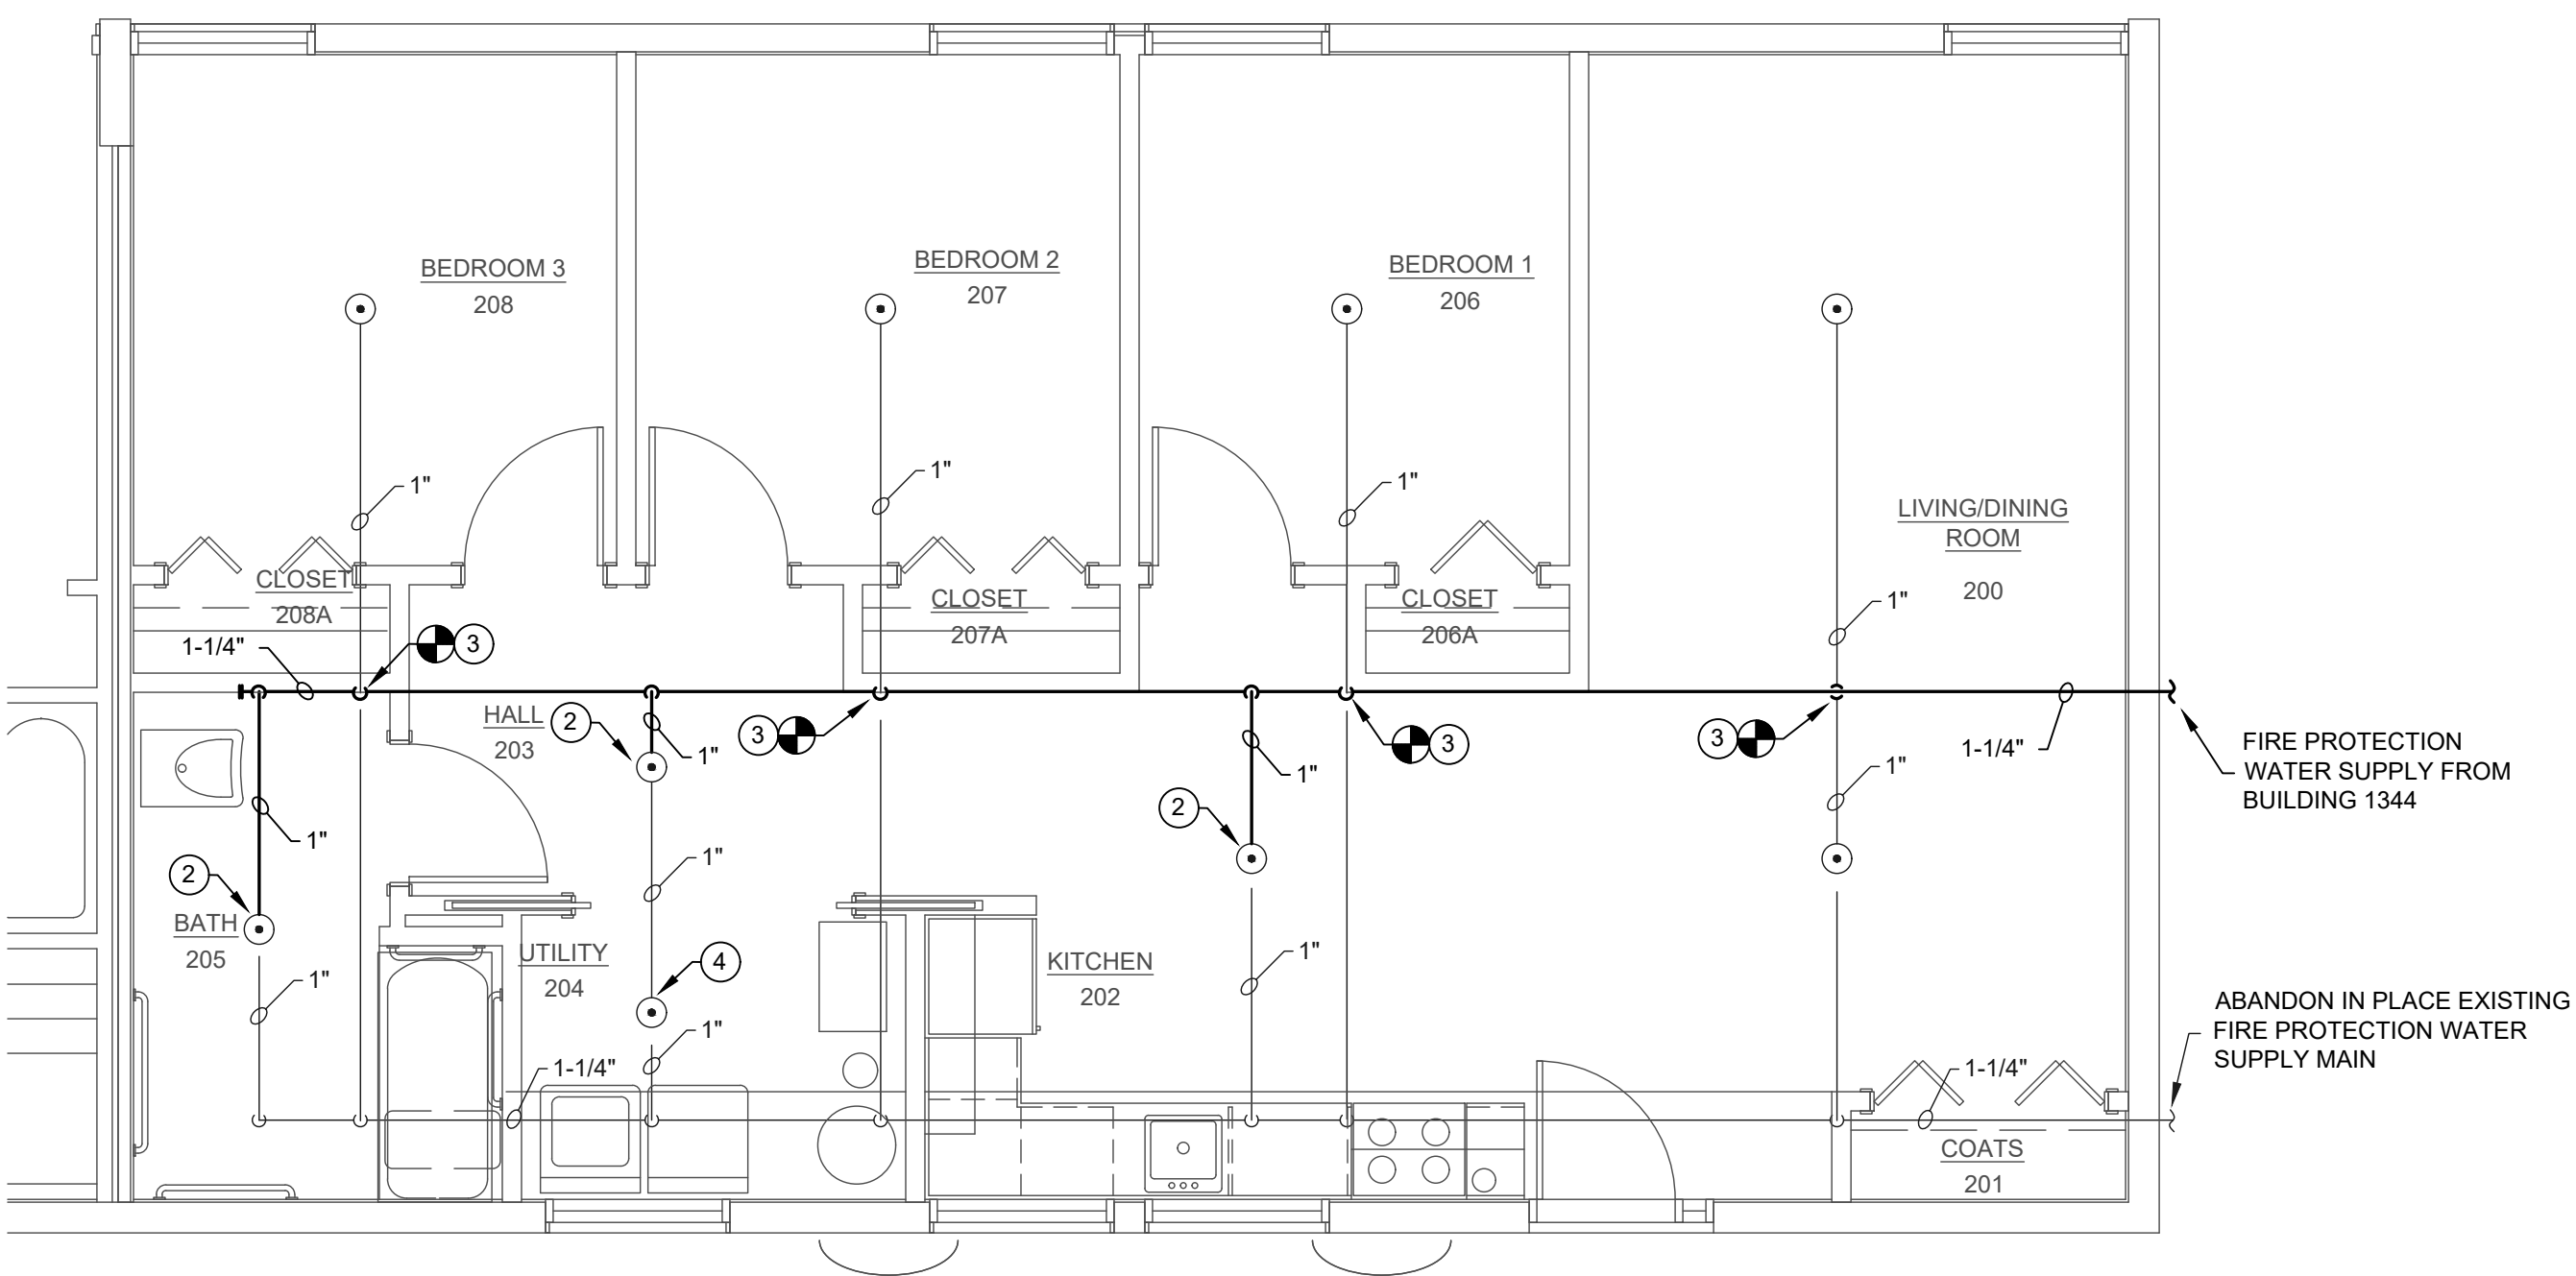 BEDROOM 3
208
BEDROOM 2
207
BEDROOM 1
206
1"
1"
1"
LIVING/DINING
ROOM
200
CLOSET
208A
CLOSET
207A
CLOSET
206A
1"
1-1/4"
3
HALL
203
2
1"
3
3
3
1-1/4"
FIRE PROTECTION
WATER SUPPLY FROM
BUILDING 1344
1"
1"
2
1"
2
1"
BATH
205
1"
UTILITY
204
4
KITCHEN
202
1"
1"
1-1/4"
1-1/4"
ABANDON IN PLACE EXISTING
FIRE PROTECTION WATER
SUPPLY MAIN
COATS
201